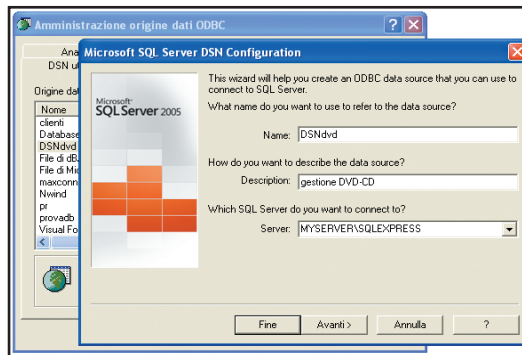 Amministrazione origine dati ODBC
Microsoft SQL Server DSN Configuration
Ana
DSN ut
Origine dat
Nome
clienti
Database
DSNdvd
File di dB
File di Mic
maxconn
Nwind
pr
provadb
Visual Fo
Microsoft
SQL Server 2005
This wizard will help you create an ODBC data source that you can use to
connect to SQL Server.
What name do you want to use to refer to the data source?
Name: DSNdvd
How do you want to describe the data source?
Description: gestione DVD-CD
Which SQL Server do you want to connect to?
Server: MYSERVER\SQLEXPRESS
Fine Avanti > Annulla ?